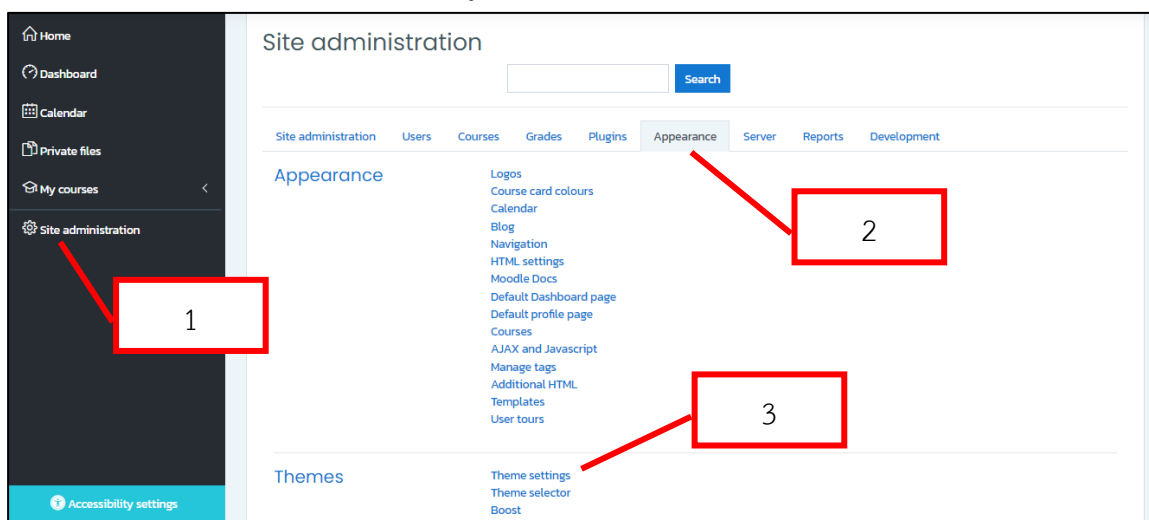 Home
Dashboard
Calendar
Private files
My courses
Site administration
1
Accessibility settings
Site administration
Search
Site administration Users Courses Grades Plugins Appearance Server Reports Development
2
Appearance
Logos
Course card colours
Calendar
Blog
Navigation
HTML settings
Moodle Docs
Default Dashboard page
Default profile page
Courses
AJAX and Javascript
Manage tags
Additional HTML
Templates
User tours
3
Themes
Theme settings
Theme selector
Boost